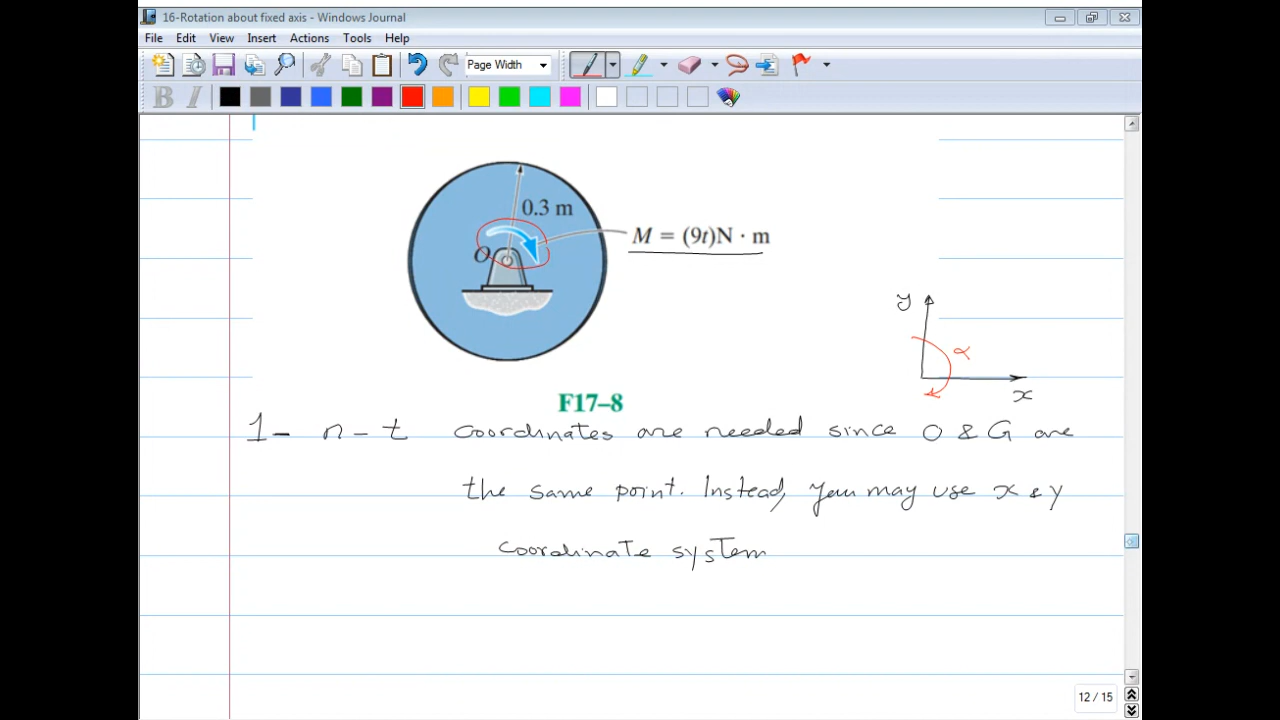 16-Rotation about fixed axis - Windows Journal
File Edit View Insert Actions Tools Help
Page Width
B I
0.3 m
O
M = (9t)N · m
y
α
x
F17–8
1- n-t coordinates are needed since O & G are
the same point. Instead, you may use x & y
coordinate system
12 / 15